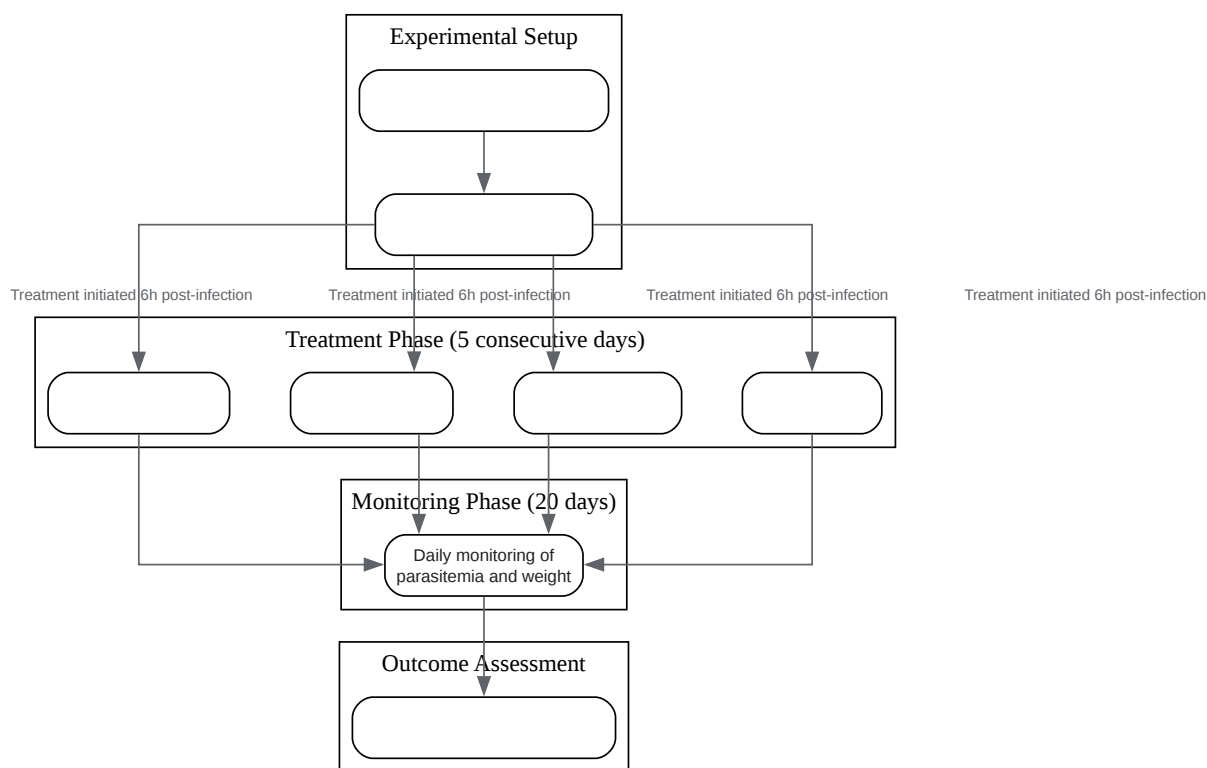 Experimental Setup
Treatment initiated 6h post-infection
Treatment initiated 6h post-infection
Treatment initiated 6h post-infection
Treatment initiated 6h post-infection
Treatment Phase (5 consecutive days)
Monitoring Phase (20 days)
Daily monitoring of
parasitemia and weight
Outcome Assessment